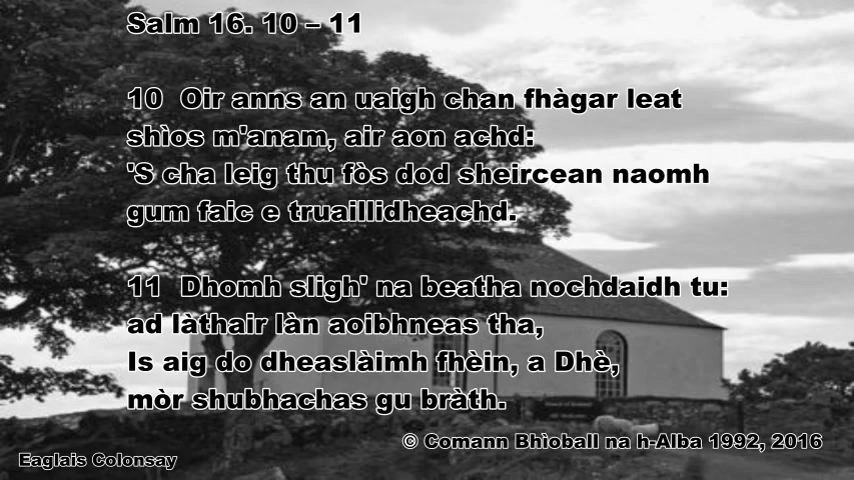 Salm 16. 10 – 11
10 Oir anns an uaigh chan fhàgar leat
shìos m'anam, air aon achd:
'S cha leig thu fòs dod sheircean naomh
gum faic e truaillidheachd.
11 Dhomh sligh' na beatha nochdaidh tu:
ad làthair làn aoibhneas tha,
Is aig do dheaslàimh fhèin, a Dhè,
mòr shubhachas gu bràth.
© Comann Bhìoball na h-Alba 1992, 2016
Eaglais Colonsay